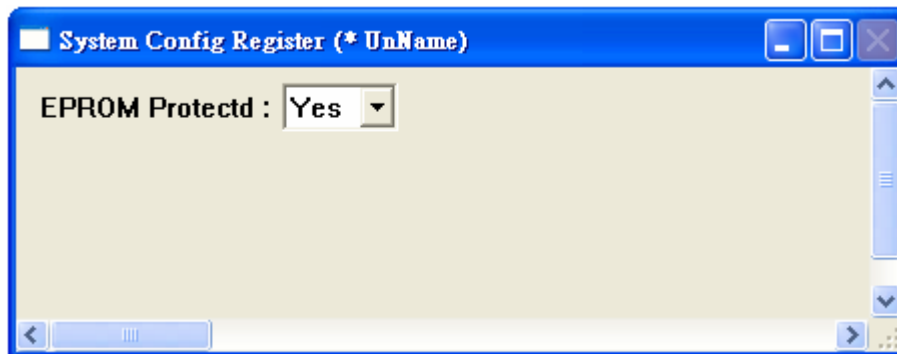 System Config Register (* UnName)
EPROM Protectd : Yes